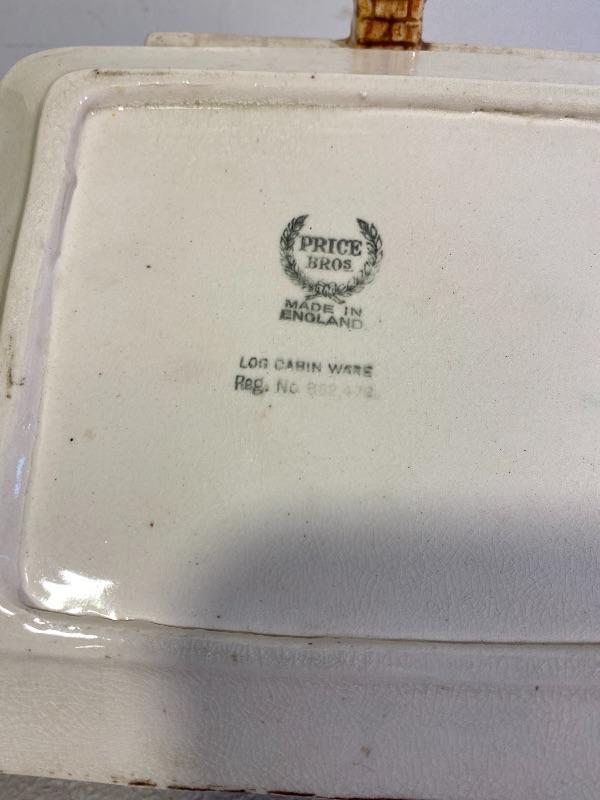 PRICE
BROS
MADE IN
ENGLAND
LOG CABIN WARE
Reg. No